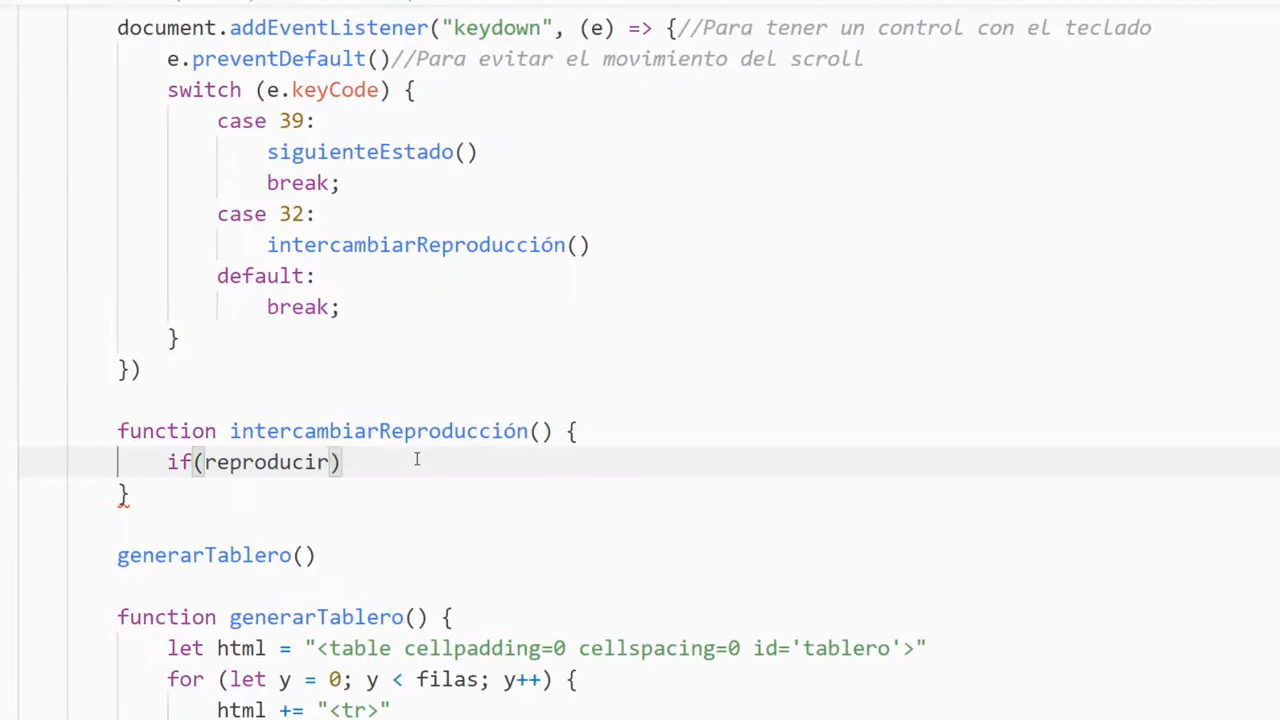 document.addEventListener("keydown", (e) => {//Para tener un control con el teclado
e.preventDefault()//Para evitar el movimiento del scroll
switch (e.keyCode) {
case 39:
siguienteEstado()
break;
case 32:
intercambiarReproducción()
default:
break;
}
})
function intercambiarReproducción() {
if(reproducir)
}
generarTablero()
function generarTablero() {
let html = "<table cellpadding=0 cellspacing=0 id='tablero'>"
for (let y = 0; y < filas; y++) {
html += "<tr>"